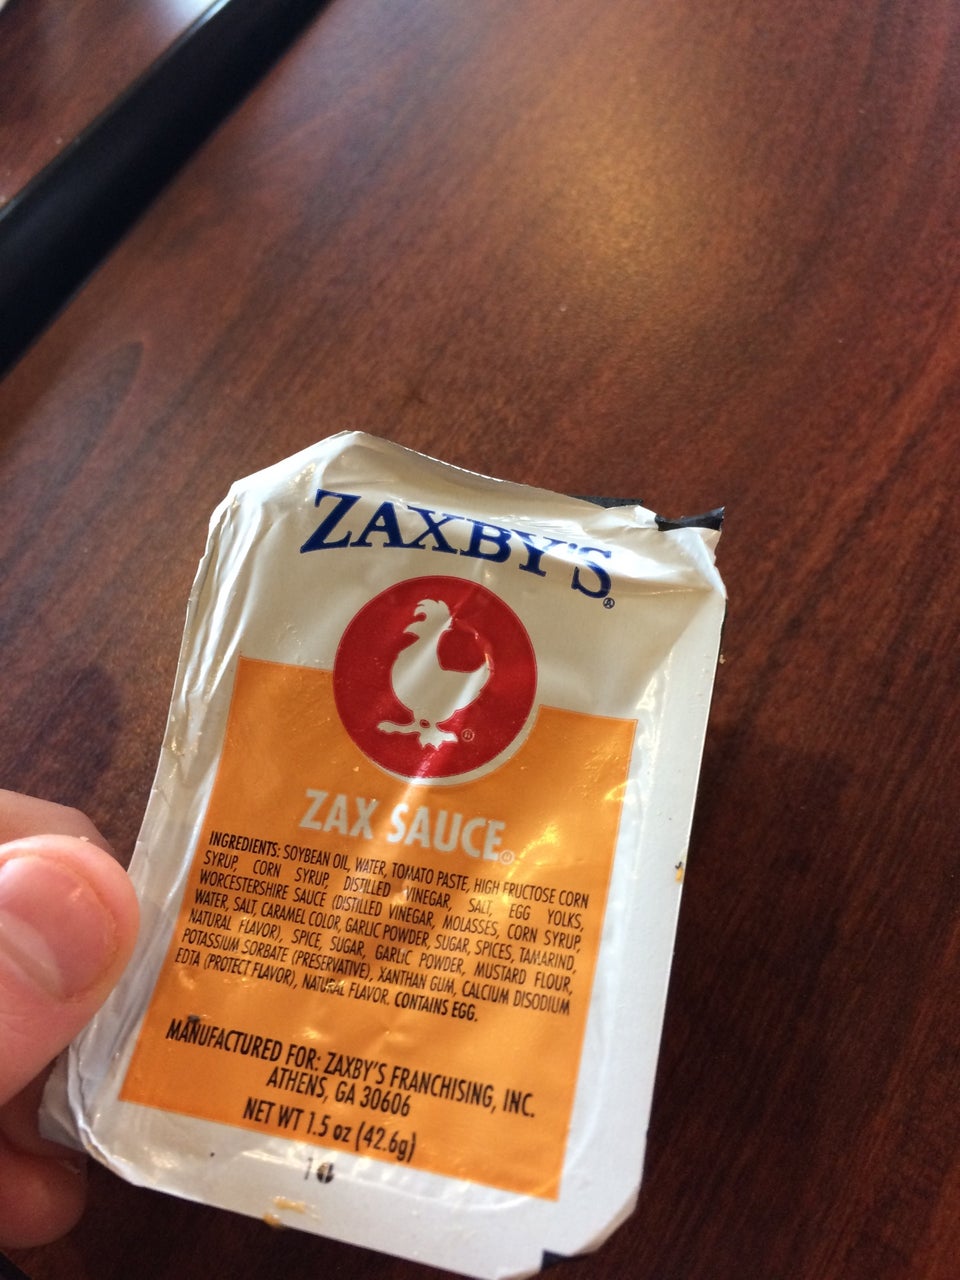 ZAXBY'S®
®
ZAX SAUCE®
INGREDIENTS: SOYBEAN OIL, WATER, TOMATO PASTE, HIGH FRUCTOSE CORN
SYRUP, CORN SYRUP, DISTILLED VINEGAR, SALT, EGG YOLKS,
WORCESTERSHIRE SAUCE (DISTILLED VINEGAR, MOLASSES, CORN SYRUP,
WATER, SALT, CARAMEL COLOR, GARLIC POWDER, SUGAR, SPICES, TAMARIND,
NATURAL FLAVOR), SPICE, SUGAR, GARLIC POWDER, MUSTARD FLOUR,
POTASSIUM SORBATE (PRESERVATIVE), XANTHAN GUM, CALCIUM DISODIUM
EDTA (PROTECT FLAVOR), NATURAL FLAVOR. CONTAINS EGG.
MANUFACTURED FOR: ZAXBY'S FRANCHISING, INC.
ATHENS, GA 30606
NET WT 1.5 oz (42.6g)